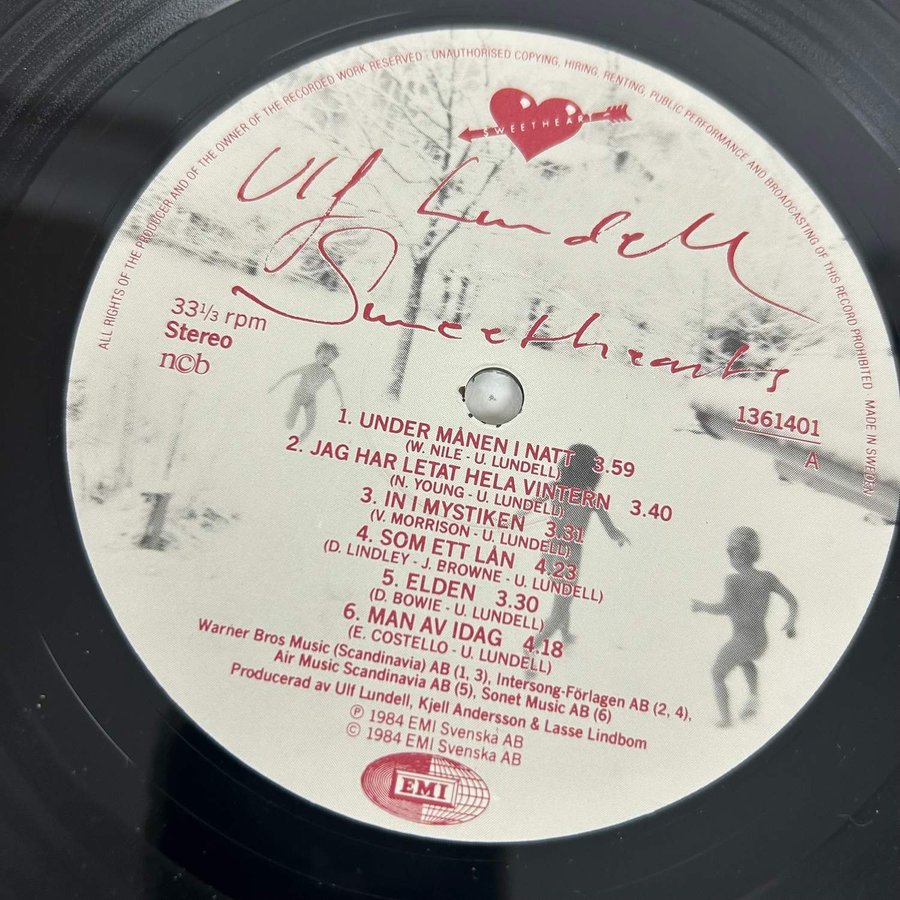 ALL RIGHTS OF THE PRODUCER AND OF THE OWNER OF THE RECORDED WORK RESERVED · UNAUTHORISED COPYING, HIRING, RENTING, PUBLIC PERFORMANCE AND BROADCASTING OF THIS RECORD PROHIBITED MADE IN SWEDEN
SWEETHEART
Ulf Lundell
Sweethearts
33 1/3 rpm
Stereo
ncb
1361401
A
1. UNDER MÅNEN I NATT 3.59
(W. NILE - U. LUNDELL)
2. JAG HAR LETAT HELA VINTERN 3.40
(N. YOUNG - U. LUNDELL)
3. IN I MYSTIKEN 3.31
(V. MORRISON - U. LUNDELL)
4. SOM ETT LÅN 4.23
(D. LINDLEY - J. BROWNE - U. LUNDELL)
5. ELDEN 3.30
(D. BOWIE - U. LUNDELL)
6. MAN AV IDAG 4.18
(E. COSTELLO - U. LUNDELL)
Warner Bros Music (Scandinavia) AB (1, 3), Intersong-Förlagen AB (2, 4),
Air Music Scandinavia AB (5), Sonet Music AB (6)
Producerad av Ulf Lundell, Kjell Andersson & Lasse Lindbom
℗ 1984 EMI Svenska AB
© 1984 EMI Svenska AB
EMI